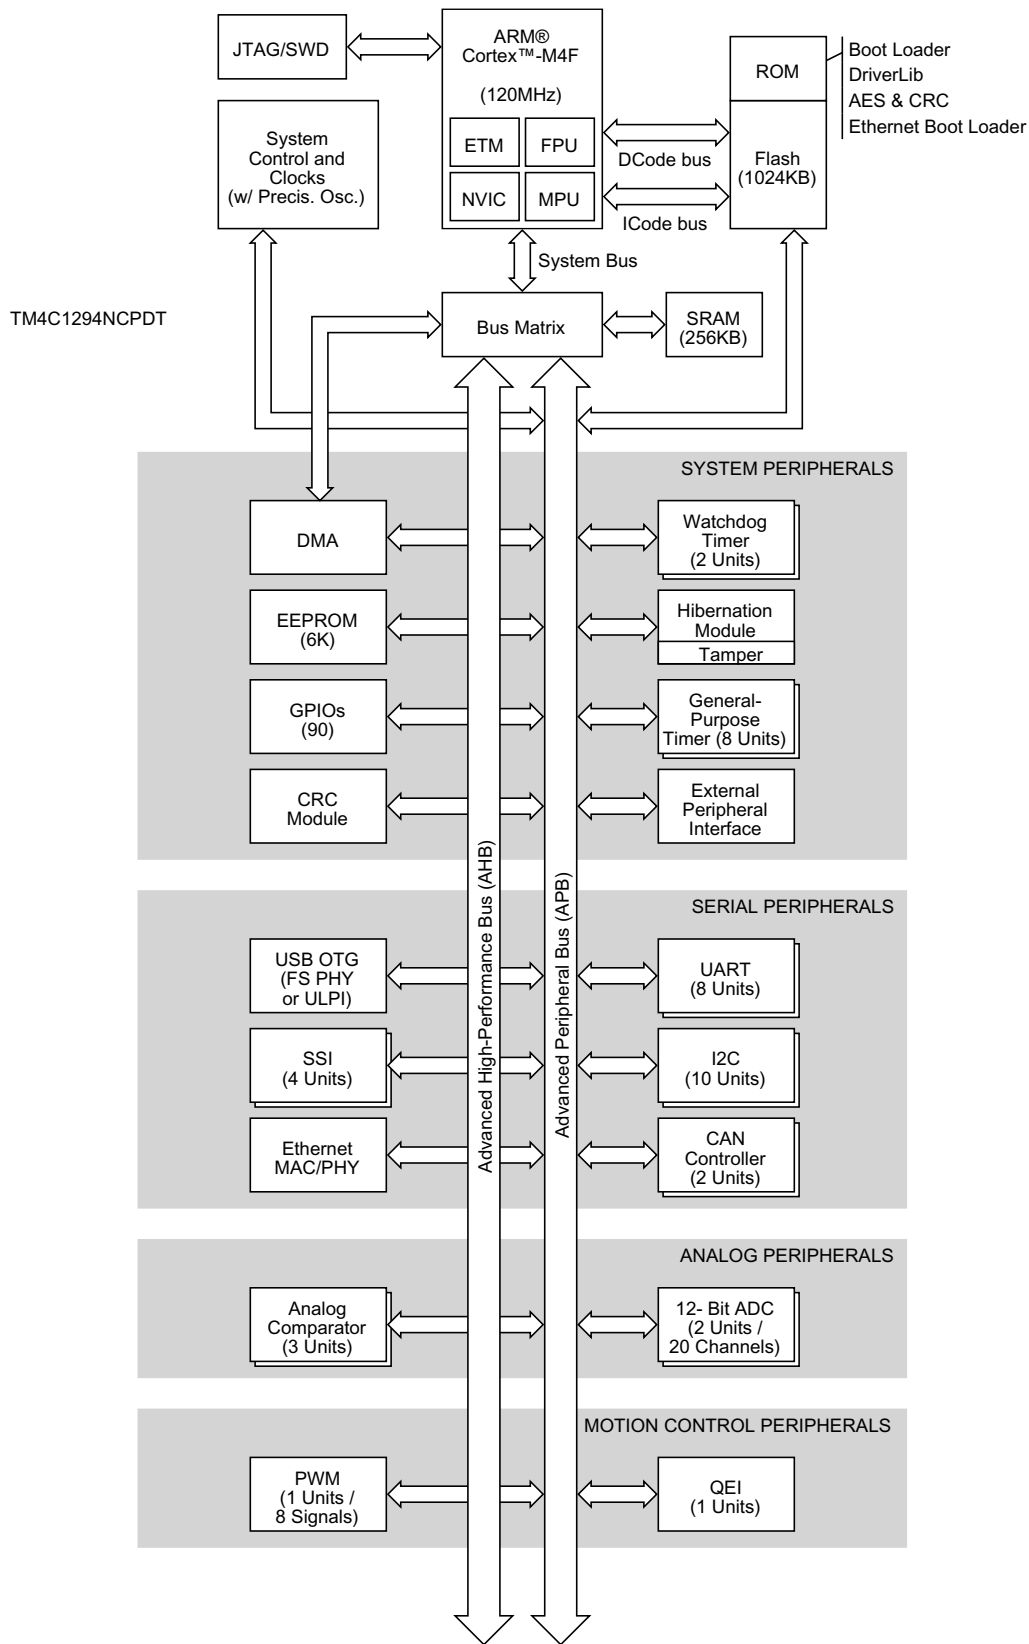 JTAG/SWD
ARM®
Cortex™-M4F
(120MHz)
ETM
FPU
NVIC
MPU
ROM
Flash
(1024KB)
Boot Loader
DriverLib
AES & CRC
Ethernet Boot Loader
System
Control and
Clocks
(w/ Precis. Osc.)
DCode bus
ICode bus
System Bus
TM4C1294NCPDT
Bus Matrix
SRAM
(256KB)
SYSTEM PERIPHERALS
DMA
Watchdog
Timer
(2 Units)
EEPROM
(6K)
Hibernation
Module
Tamper
GPIOs
(90)
General-
Purpose
Timer (8 Units)
CRC
Module
External
Peripheral
Interface
Advanced High-Performance Bus (AHB)
Advanced Peripheral Bus (APB)
SERIAL PERIPHERALS
USB OTG
(FS PHY
or ULPI)
UART
(8 Units)
SSI
(4 Units)
I2C
(10 Units)
Ethernet
MAC/PHY
CAN
Controller
(2 Units)
ANALOG PERIPHERALS
Analog
Comparator
(3 Units)
12- Bit ADC
(2 Units /
20 Channels)
MOTION CONTROL PERIPHERALS
PWM
(1 Units /
8 Signals)
QEI
(1 Units)